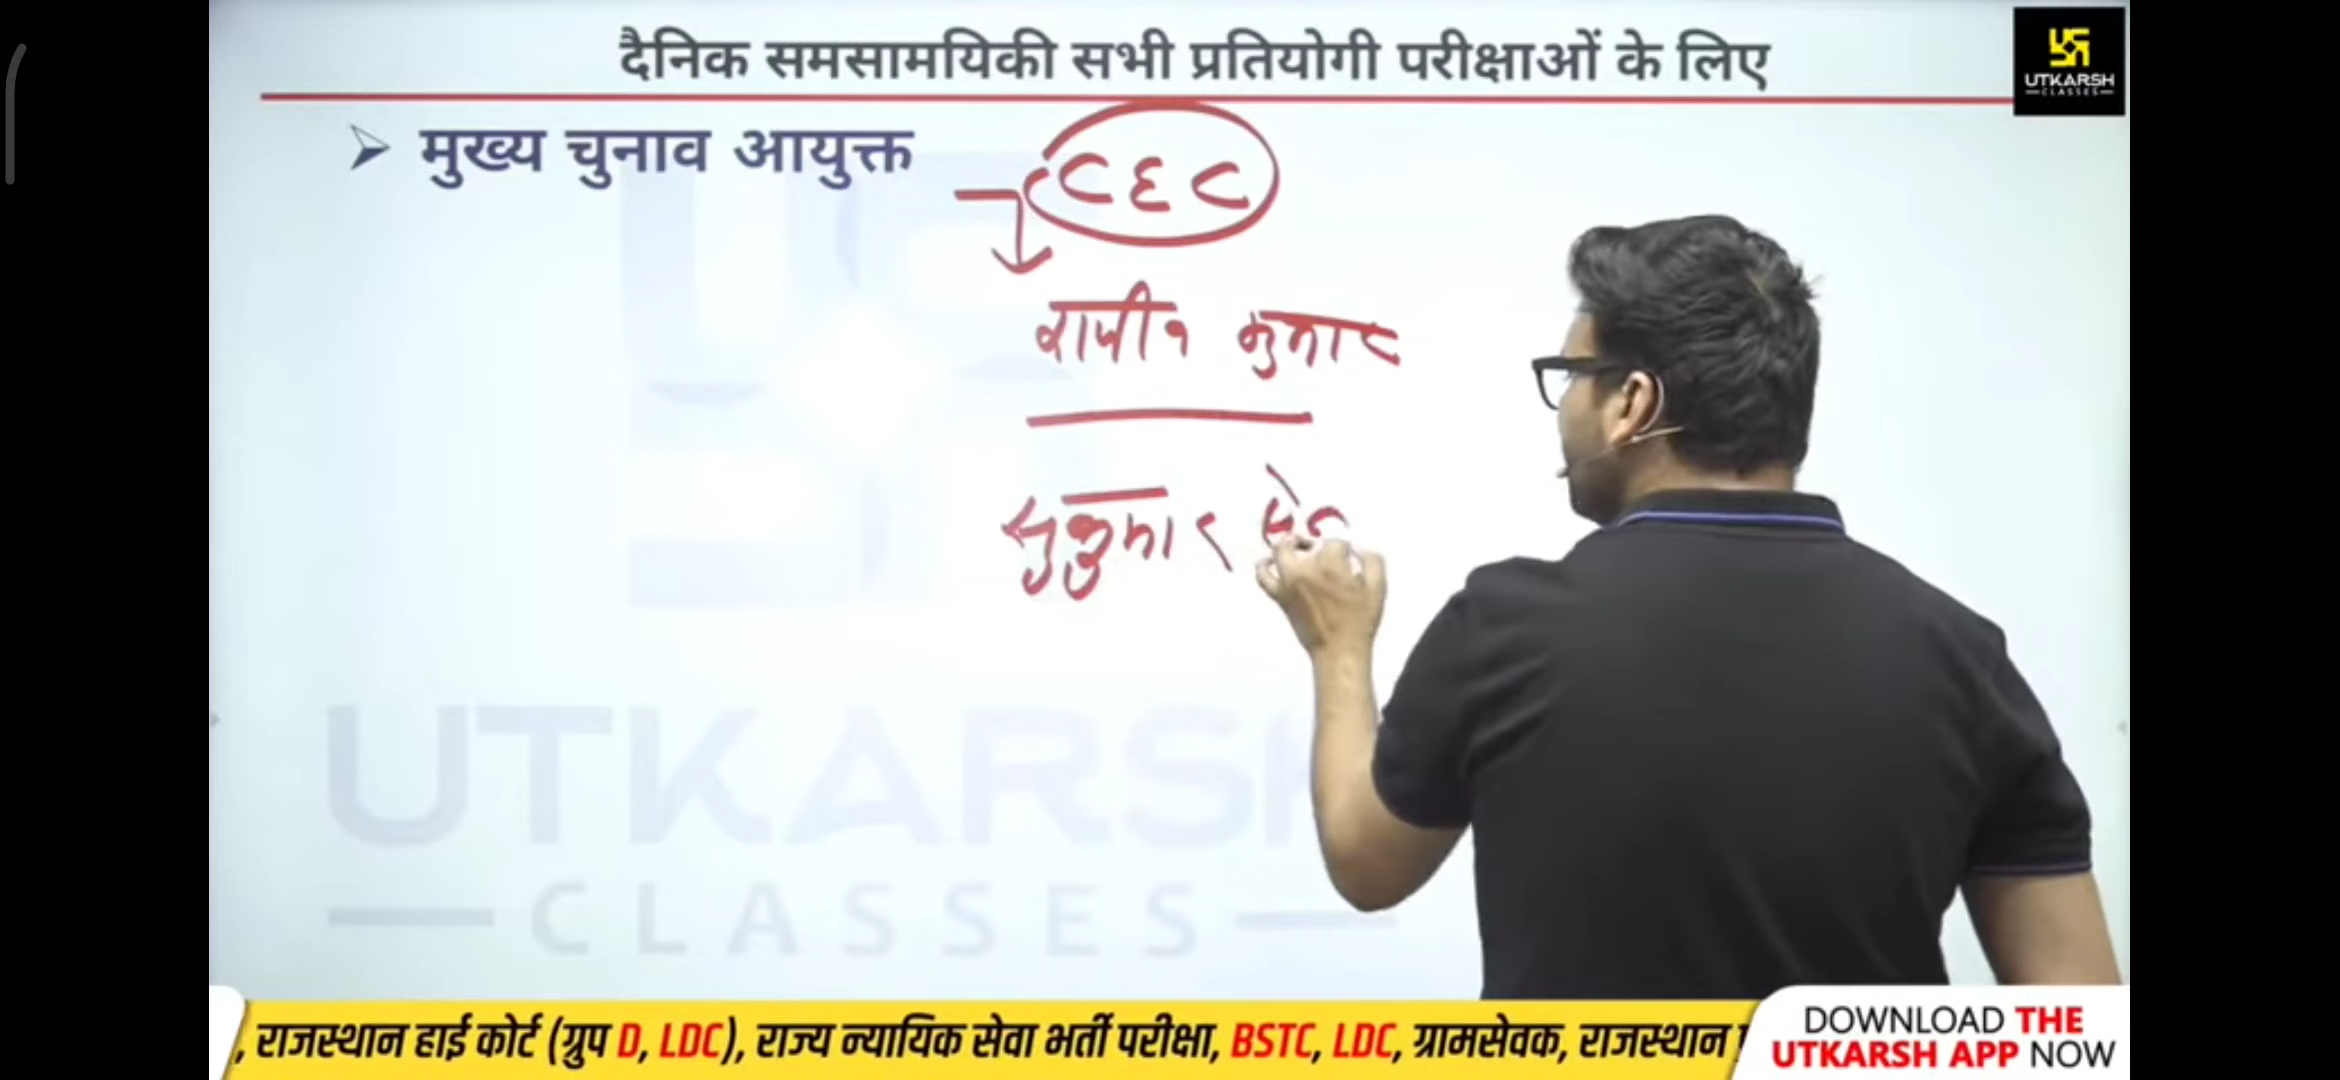 दैनिक समसामयिकी सभी प्रतियोगी परीक्षाओं के लिए
UTKARSH
CLASSES
➢ मुख्य चुनाव आयुक्त
CEC
राजीव कुमार
सुकुमार सेन
UTKARSH
CLASSES
, राजस्थान हाई कोर्ट (ग्रुप D, LDC), राज्य न्यायिक सेवा भर्ती परीक्षा, BSTC, LDC, ग्रामसेवक, राजस्थान
DOWNLOAD THE
UTKARSH APP NOW